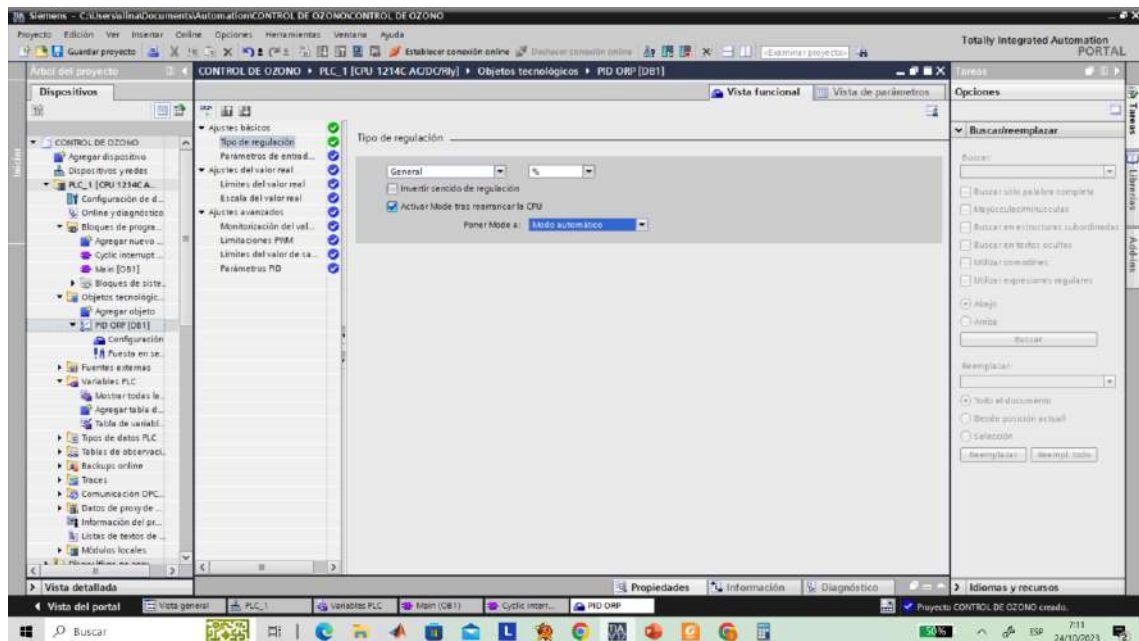 Siemens - C:\Users\alina\Documents\Automation\CONTROL DE OZONO\CONTROL DE OZONO
Proyecto Edición Ver Insertar Online Opciones Herramientas Ventana Ayuda
Guardar proyecto
Establecer conexión online
Deshacer conexión online
<Examinar proyecto>
Totally Integrated Automation
PORTAL
Árbol del proyecto
CONTROL DE OZONO PLC_1 [CPU 1214C AC/DC/Rly] Objetos tecnológicos PID ORP [DB1]
Tareas
Dispositivos
Vista funcional
Vista de parámetros
Opciones
Inicios
CONTROL DE OZONO
Agregar dispositivo
Dispositivos y redes
PLC_1 [CPU 1214C A...
Configuración de d...
Online y diagnóstico
Bloques de progra...
Agregar nuevo ...
Cyclic interrupt ...
Main [OB1]
Bloques de siste...
Objetos tecnológic...
Agregar objeto
PID ORP [DB1]
Configuración
Puesta en se...
Fuentes externas
Variables PLC
Mostrar todas la...
Agregar tabla d...
Tabla de variabl...
Tipos de datos PLC
Tablas de observaci...
Backups online
Traces
Comunicación OPC...
Datos de proxy de ...
Información del pr...
Listas de textos de ...
Módulos locales
Vista detallada
Ajustes básicos
Tipo de regulación
Parámetros de entrad...
Ajustes del valor real
Límites del valor real
Escala del valor real
Ajustes avanzados
Monitorización del val...
Limitaciones PWM
Límites del valor de sa...
Parámetros PID
Tipo de regulación
General
%
Invertir sentido de regulación
Activar Mode tras rearrancar la CPU
Poner Mode a: Modo automático
Buscar/reemplazar
Buscar:
Buscar sólo palabra completa
Mayúsculas/minúsculas
Buscar en estructuras subordinadas
Buscar en textos ocultos
Utilizar comodines
Utilizar expresiones regulares
Abajo
Arriba
Buscar
Reemplazar:
Todo el documento
Desde posición actual
Selección
Reemplazar
Reempl. todo
Idiomas y recursos
Tareas
Librerías
Add-ins
Propiedades
Información
Diagnóstico
Vista del portal
Vista general
PLC_1
Variables PLC
Main (OB1)
Cyclic interr...
PID ORP
Proyecto CONTROL DE OZONO creado.
Buscar
50%
ESP
7:11
24/10/2023